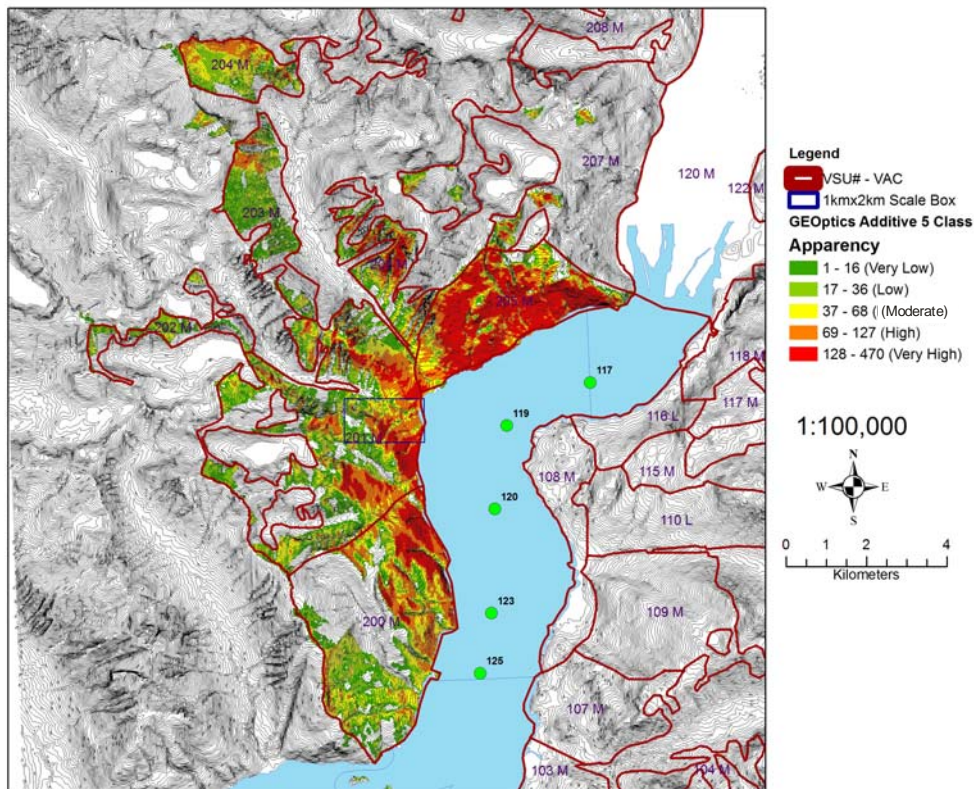 208 M
204 M
207 M
120 M
122 M
203 M
202 M
118 M
117
117 M
119
116 L
108 M
115 M
120
110 L
123
109 M
200 M
125
107 M
103 M
104 M
Legend
VSU# - VAC
1kmx2km Scale Box
GEOptics Additive 5 Class
Apparency
1 - 16 (Very Low)
17 - 36 (Low)
37 - 68 ( (Moderate)
69 - 127 (High)
128 - 470 (Very High)
1:100,000
N
W E
S
0 1 2 4
Kilometers